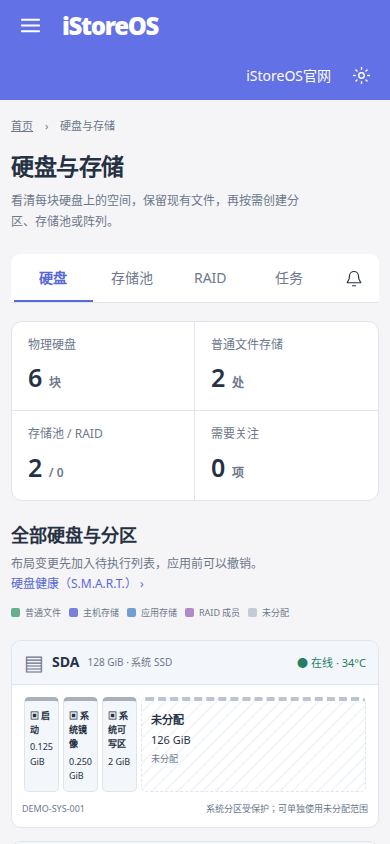 iStoreOS
iStoreOS官网
首页 › 硬盘与存储
硬盘与存储
看清每块硬盘上的空间，保留现有文件，再按需创建分
区、存储池或阵列。
硬盘 存储池 RAID 任务
物理硬盘 普通文件存储
6 块 2 处
存储池 / RAID 需要关注
2 / 0 0 项
全部硬盘与分区
布局变更先加入待执行列表，应用前可以撤销。
硬盘健康（S.M.A.R.T.） ›
普通文件 主机存储 应用存储 RAID 成员 未分配
SDA 128 GiB · 系统 SSD 在线 · 34°C
启
动
0.125
GiB
系
统镜
像
0.250
GiB
系
统可
写区
2 GiB
未分配
126 GiB
未分配
DEMO-SYS-001 系统分区受保护；可单独使用未分配范围